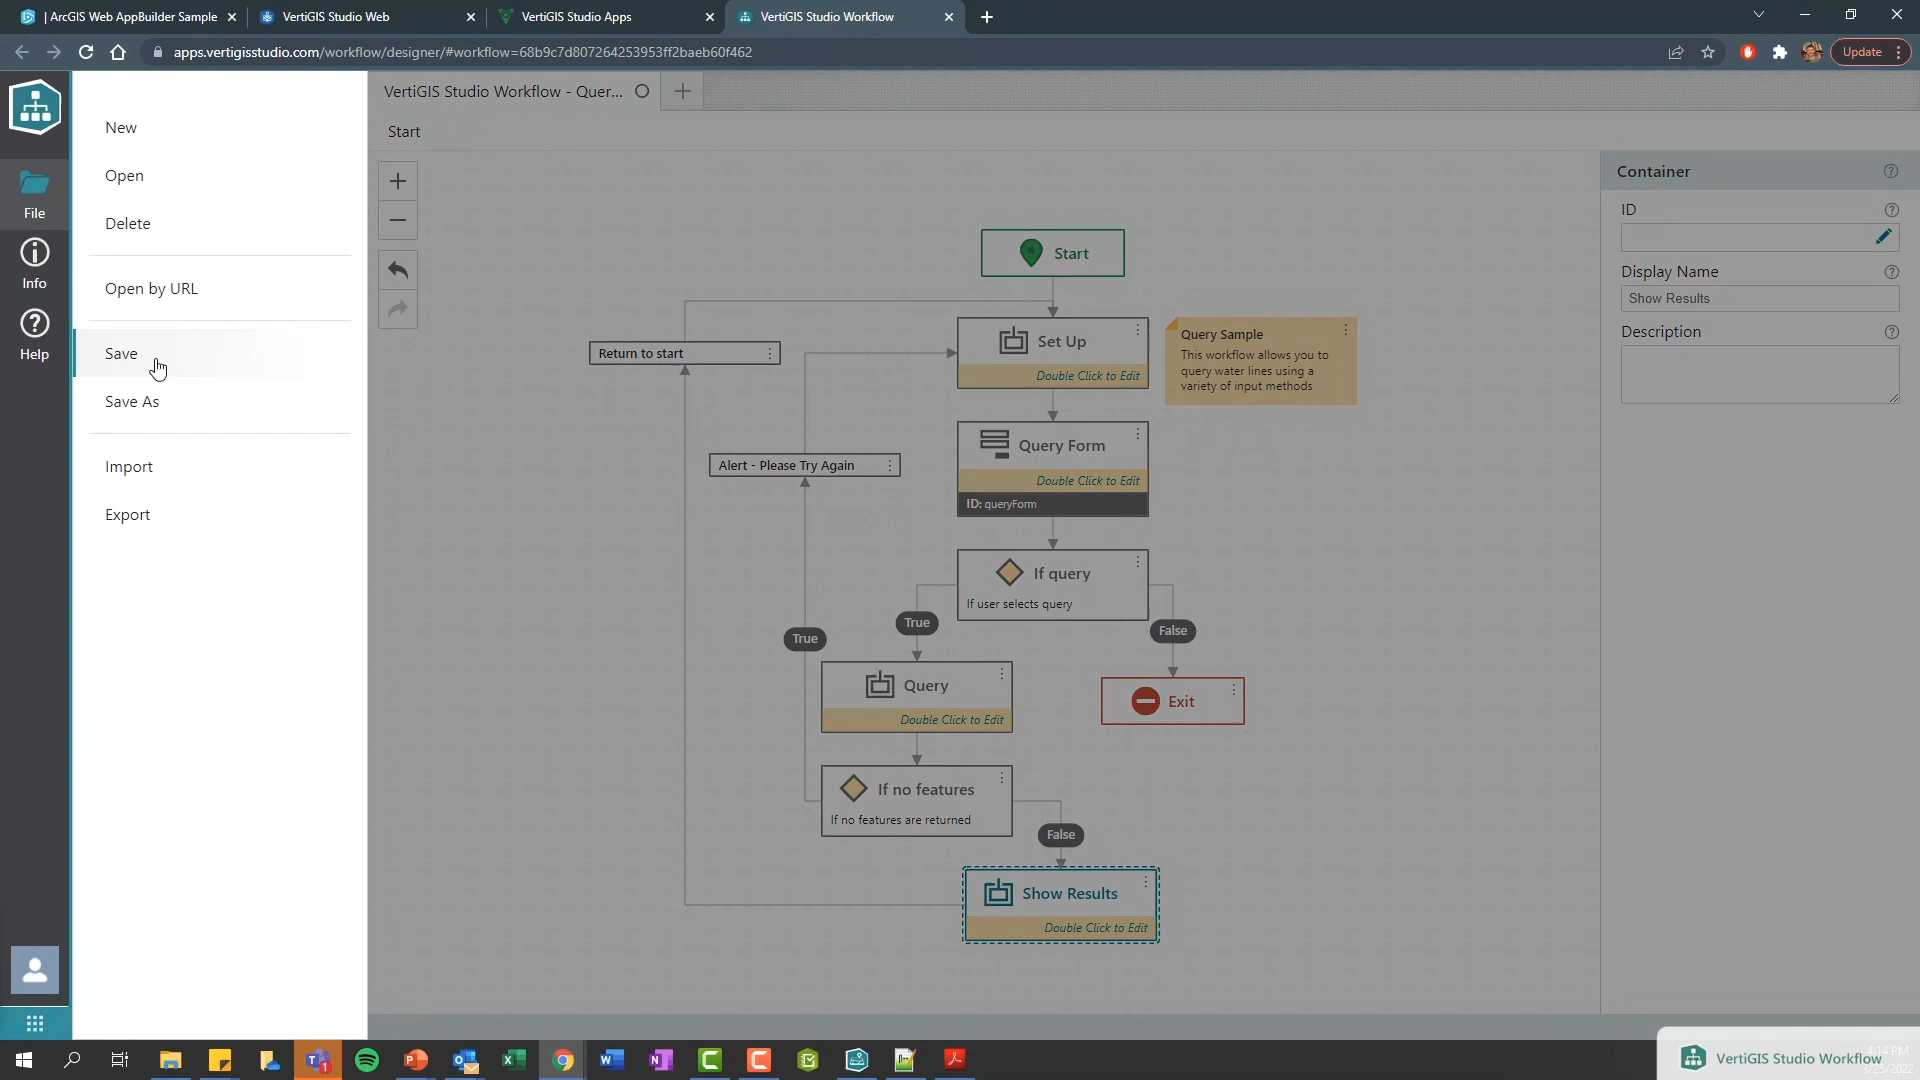 | ArcGIS Web AppBuilder Sample
VertiGIS Studio Web
VertiGIS Studio Apps
VertiGIS Studio Workflow
apps.vertigisstudio.com/workflow/designer/#workflow=68b9c7d807264253953ff2baeb60f462
Update
File
Info
Help
New
Open
Delete
Open by URL
Save
Save As
Import
Export
VertiGIS Studio Workflow - Quer...
Start
Start
Set Up
Double Click to Edit
Query Sample
This workflow allows you to
query water lines using a
variety of input methods
Return to start
Query Form
Double Click to Edit
ID: queryForm
Alert - Please Try Again
If query
If user selects query
True
True
False
Query
Double Click to Edit
Exit
If no features
If no features are returned
False
Show Results
Double Click to Edit
Container
ID
Display Name
Show Results
Description
VertiGIS Studio Workflow
4:14 PM
3/25/2022